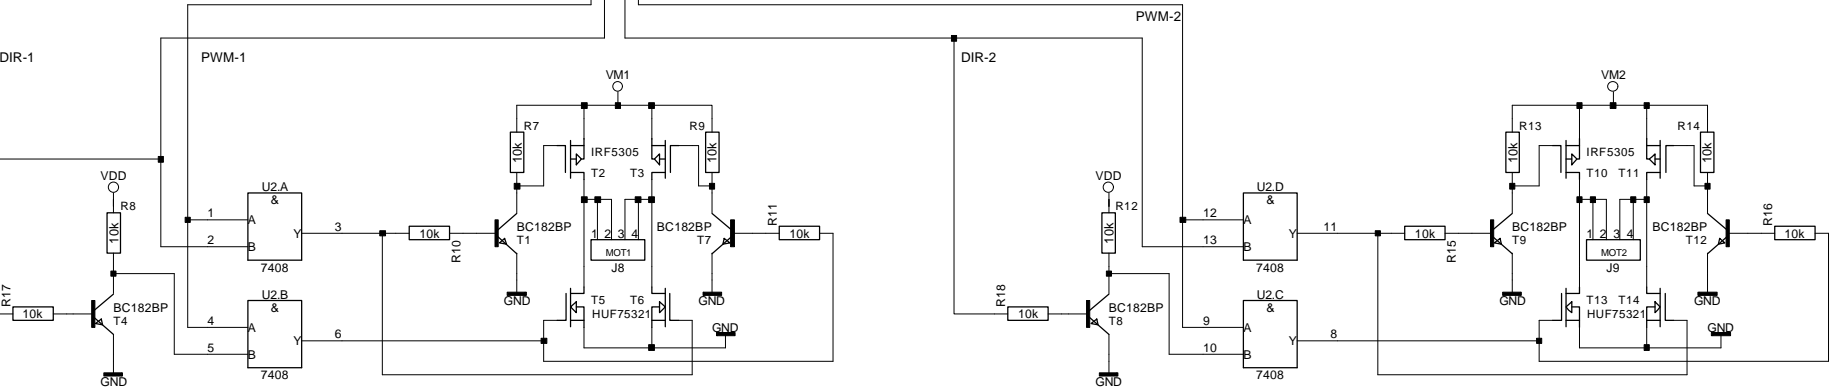 PWM-2
DIR-1
PWM-1
DIR-2
VM1
VM2
R7
10k
R9
10k
IRF5305
T2
T3
R13
10k
R14
10k
IRF5305
T10
T11
VDD
R8
10k
U2.A
&
1
A
2
B
Y
3
7408
10k
R10
BC182BP
T1
BC182BP
T7
R11
10k
1 2 3 4
MOT1
J8
GND
GND
VDD
R12
10k
U2.D
&
12
A
13
B
Y
11
7408
10k
R15
BC182BP
T9
BC182BP
T12
R16
10k
1 2 3 4
MOT2
J9
GND
GND
R17
10k
BC182BP
T4
GND
U2.B
&
4
A
5
B
Y
6
7408
T5
T6
HUF75321
GND
R18
10k
BC182BP
T8
GND
U2.C
&
9
A
10
B
Y
8
7408
T13
T14
HUF75321
GND